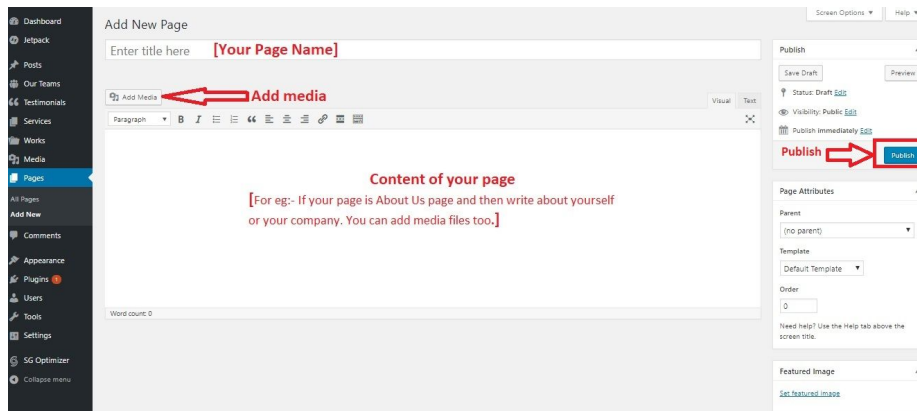 Dashboard
Jetpack
Posts
Our Teams
Testimonials
Services
Works
Media
Pages
All Pages
Add New
Comments
Appearance
Plugins 1
Users
Tools
Settings
SG Optimizer
Collapse menu
Screen Options ▼ Help ▼
Add New Page
Enter title here [Your Page Name]
Add Media Add media
Visual Text
Paragraph ▼ B I
Content of your page
[For eg:- If your page is About Us page and then write about yourself
or your company. You can add media files too.]
Word count: 0
Publish
Save Draft Preview
Status: Draft Edit
Visibility: Public Edit
Publish immediately Edit
Publish Publish
Page Attributes
Parent
(no parent) ▼
Template
Default Template ▼
Order
0
Need help? Use the Help tab above the
screen title.
Featured Image
Set featured image